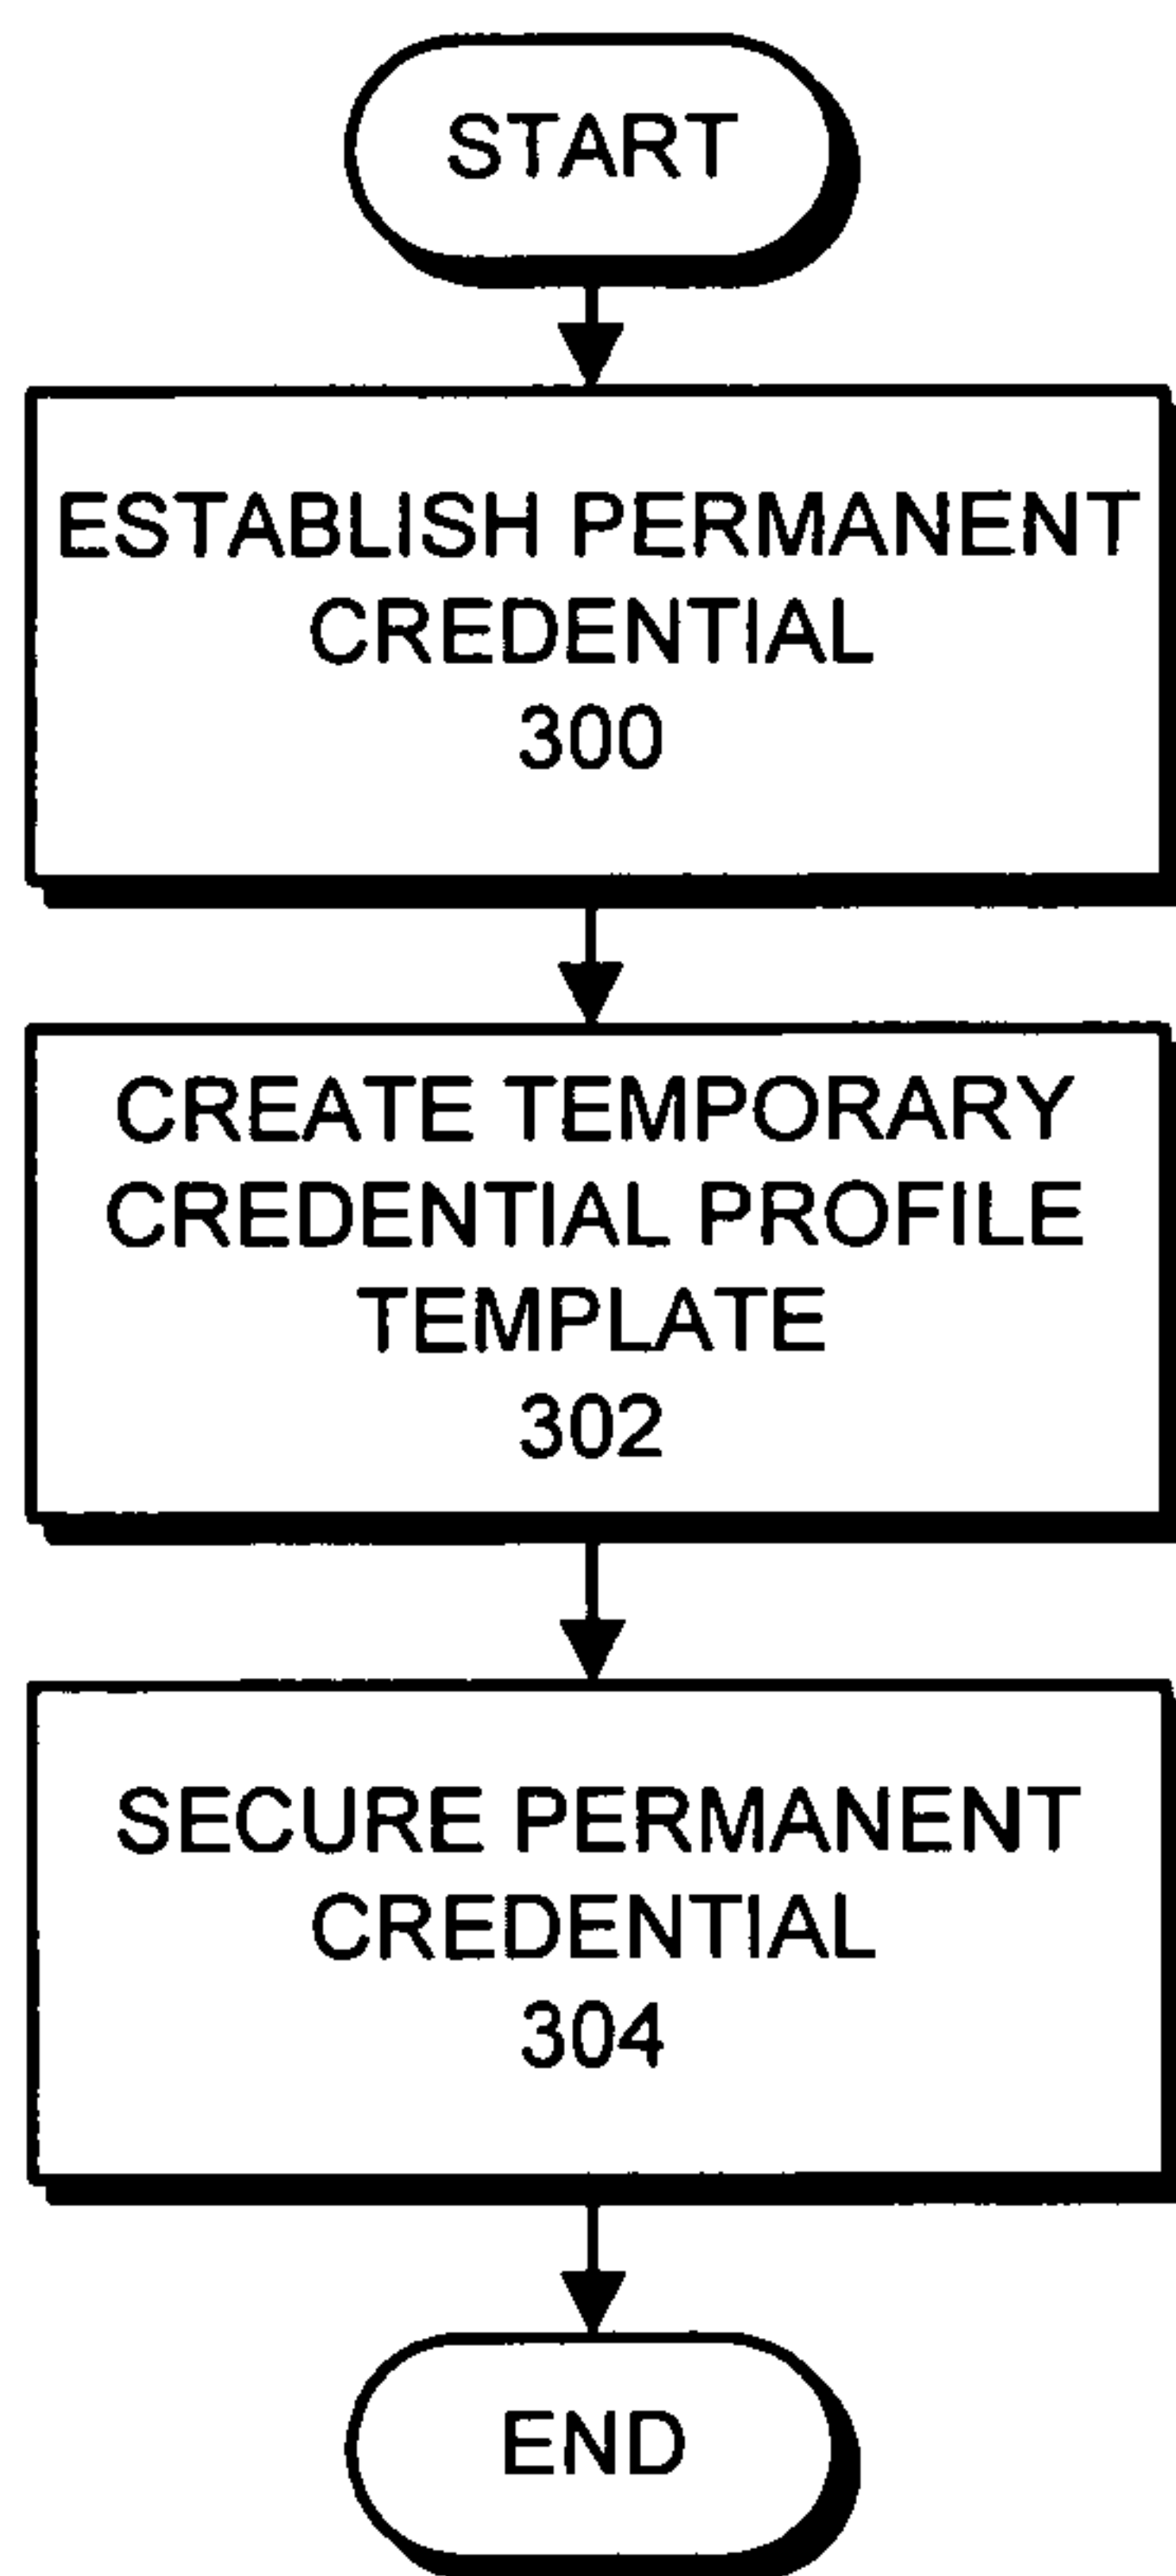 START
ESTABLISH PERMANENT
CREDENTIAL
300
CREATE TEMPORARY
CREDENTIAL PROFILE
TEMPLATE
302
SECURE PERMANENT
CREDENTIAL
304
END